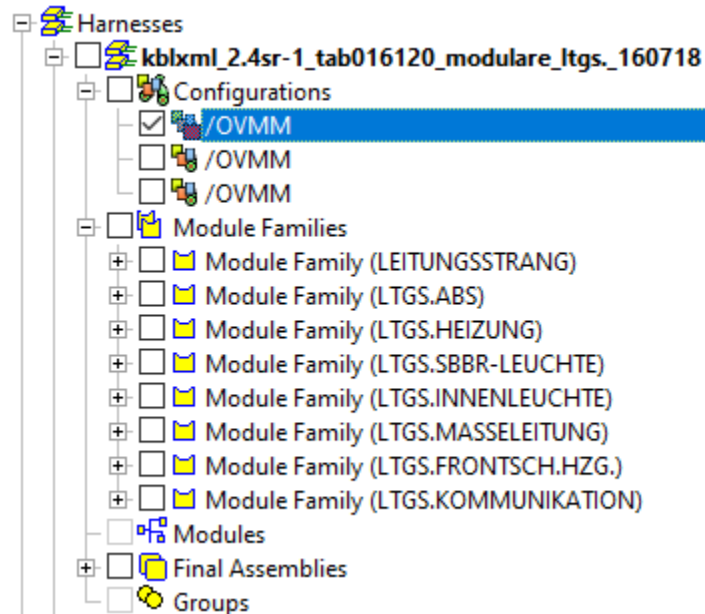 Harnesses
kblxml_2.4sr-1_tab016120_modulare_ltgs._160718
Configurations
/OVMM
/OVMM
/OVMM
Module Families
Module Family (LEITUNGSSTRANG)
Module Family (LTGS.ABS)
Module Family (LTGS.HEIZUNG)
Module Family (LTGS.SBBR-LEUCHTE)
Module Family (LTGS.INNENLEUCHTE)
Module Family (LTGS.MASSELEITUNG)
Module Family (LTGS.FRONTSCH.HZG.)
Module Family (LTGS.KOMMUNIKATION)
Modules
Final Assemblies
Groups